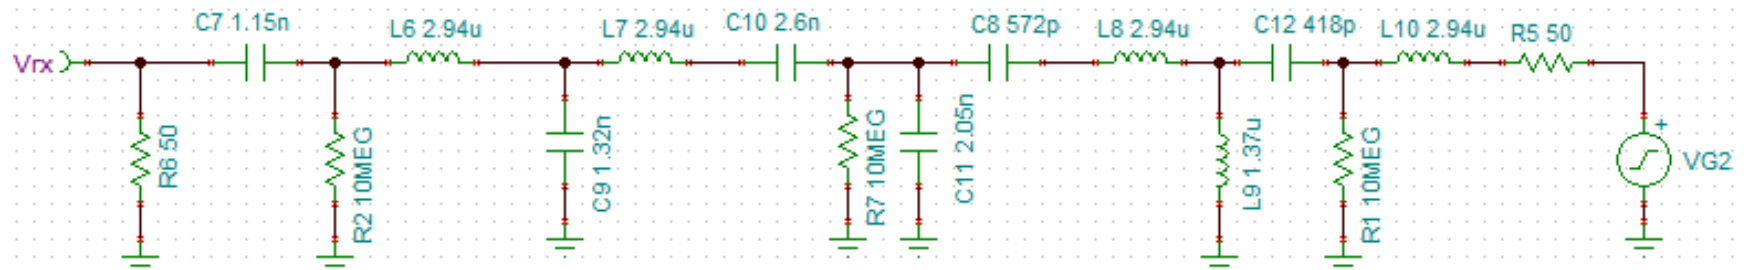 Vrx
C7 1.15n
L6 2.94u
L7 2.94u
C10 2.6n
C8 572p
L8 2.94u
C12 418p
L10 2.94u
R5 50
R6 50
R2 10MEG
C9 1.32n
R7 10MEG
C11 2.05n
L9 1.37u
R1 10MEG
+
VG2